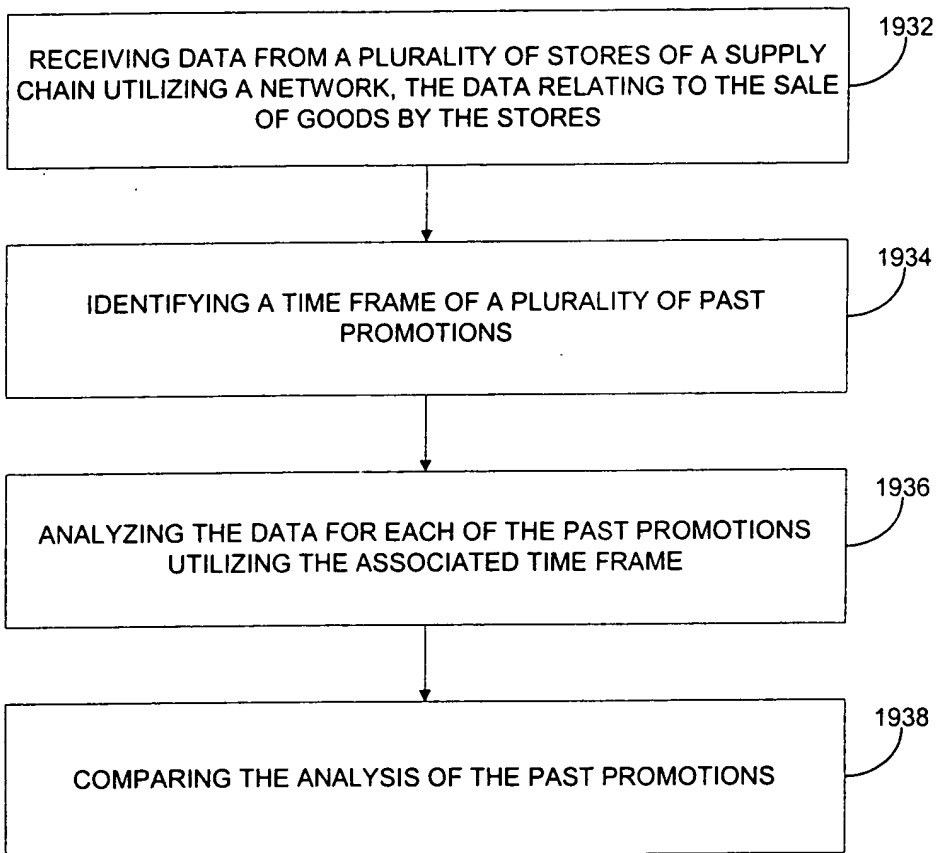 1932
RECEIVING DATA FROM A PLURALITY OF STORES OF A SUPPLY
CHAIN UTILIZING A NETWORK, THE DATA RELATING TO THE SALE
OF GOODS BY THE STORES
1934
IDENTIFYING A TIME FRAME OF A PLURALITY OF PAST
PROMOTIONS
1936
ANALYZING THE DATA FOR EACH OF THE PAST PROMOTIONS
UTILIZING THE ASSOCIATED TIME FRAME
1938
COMPARING THE ANALYSIS OF THE PAST PROMOTIONS